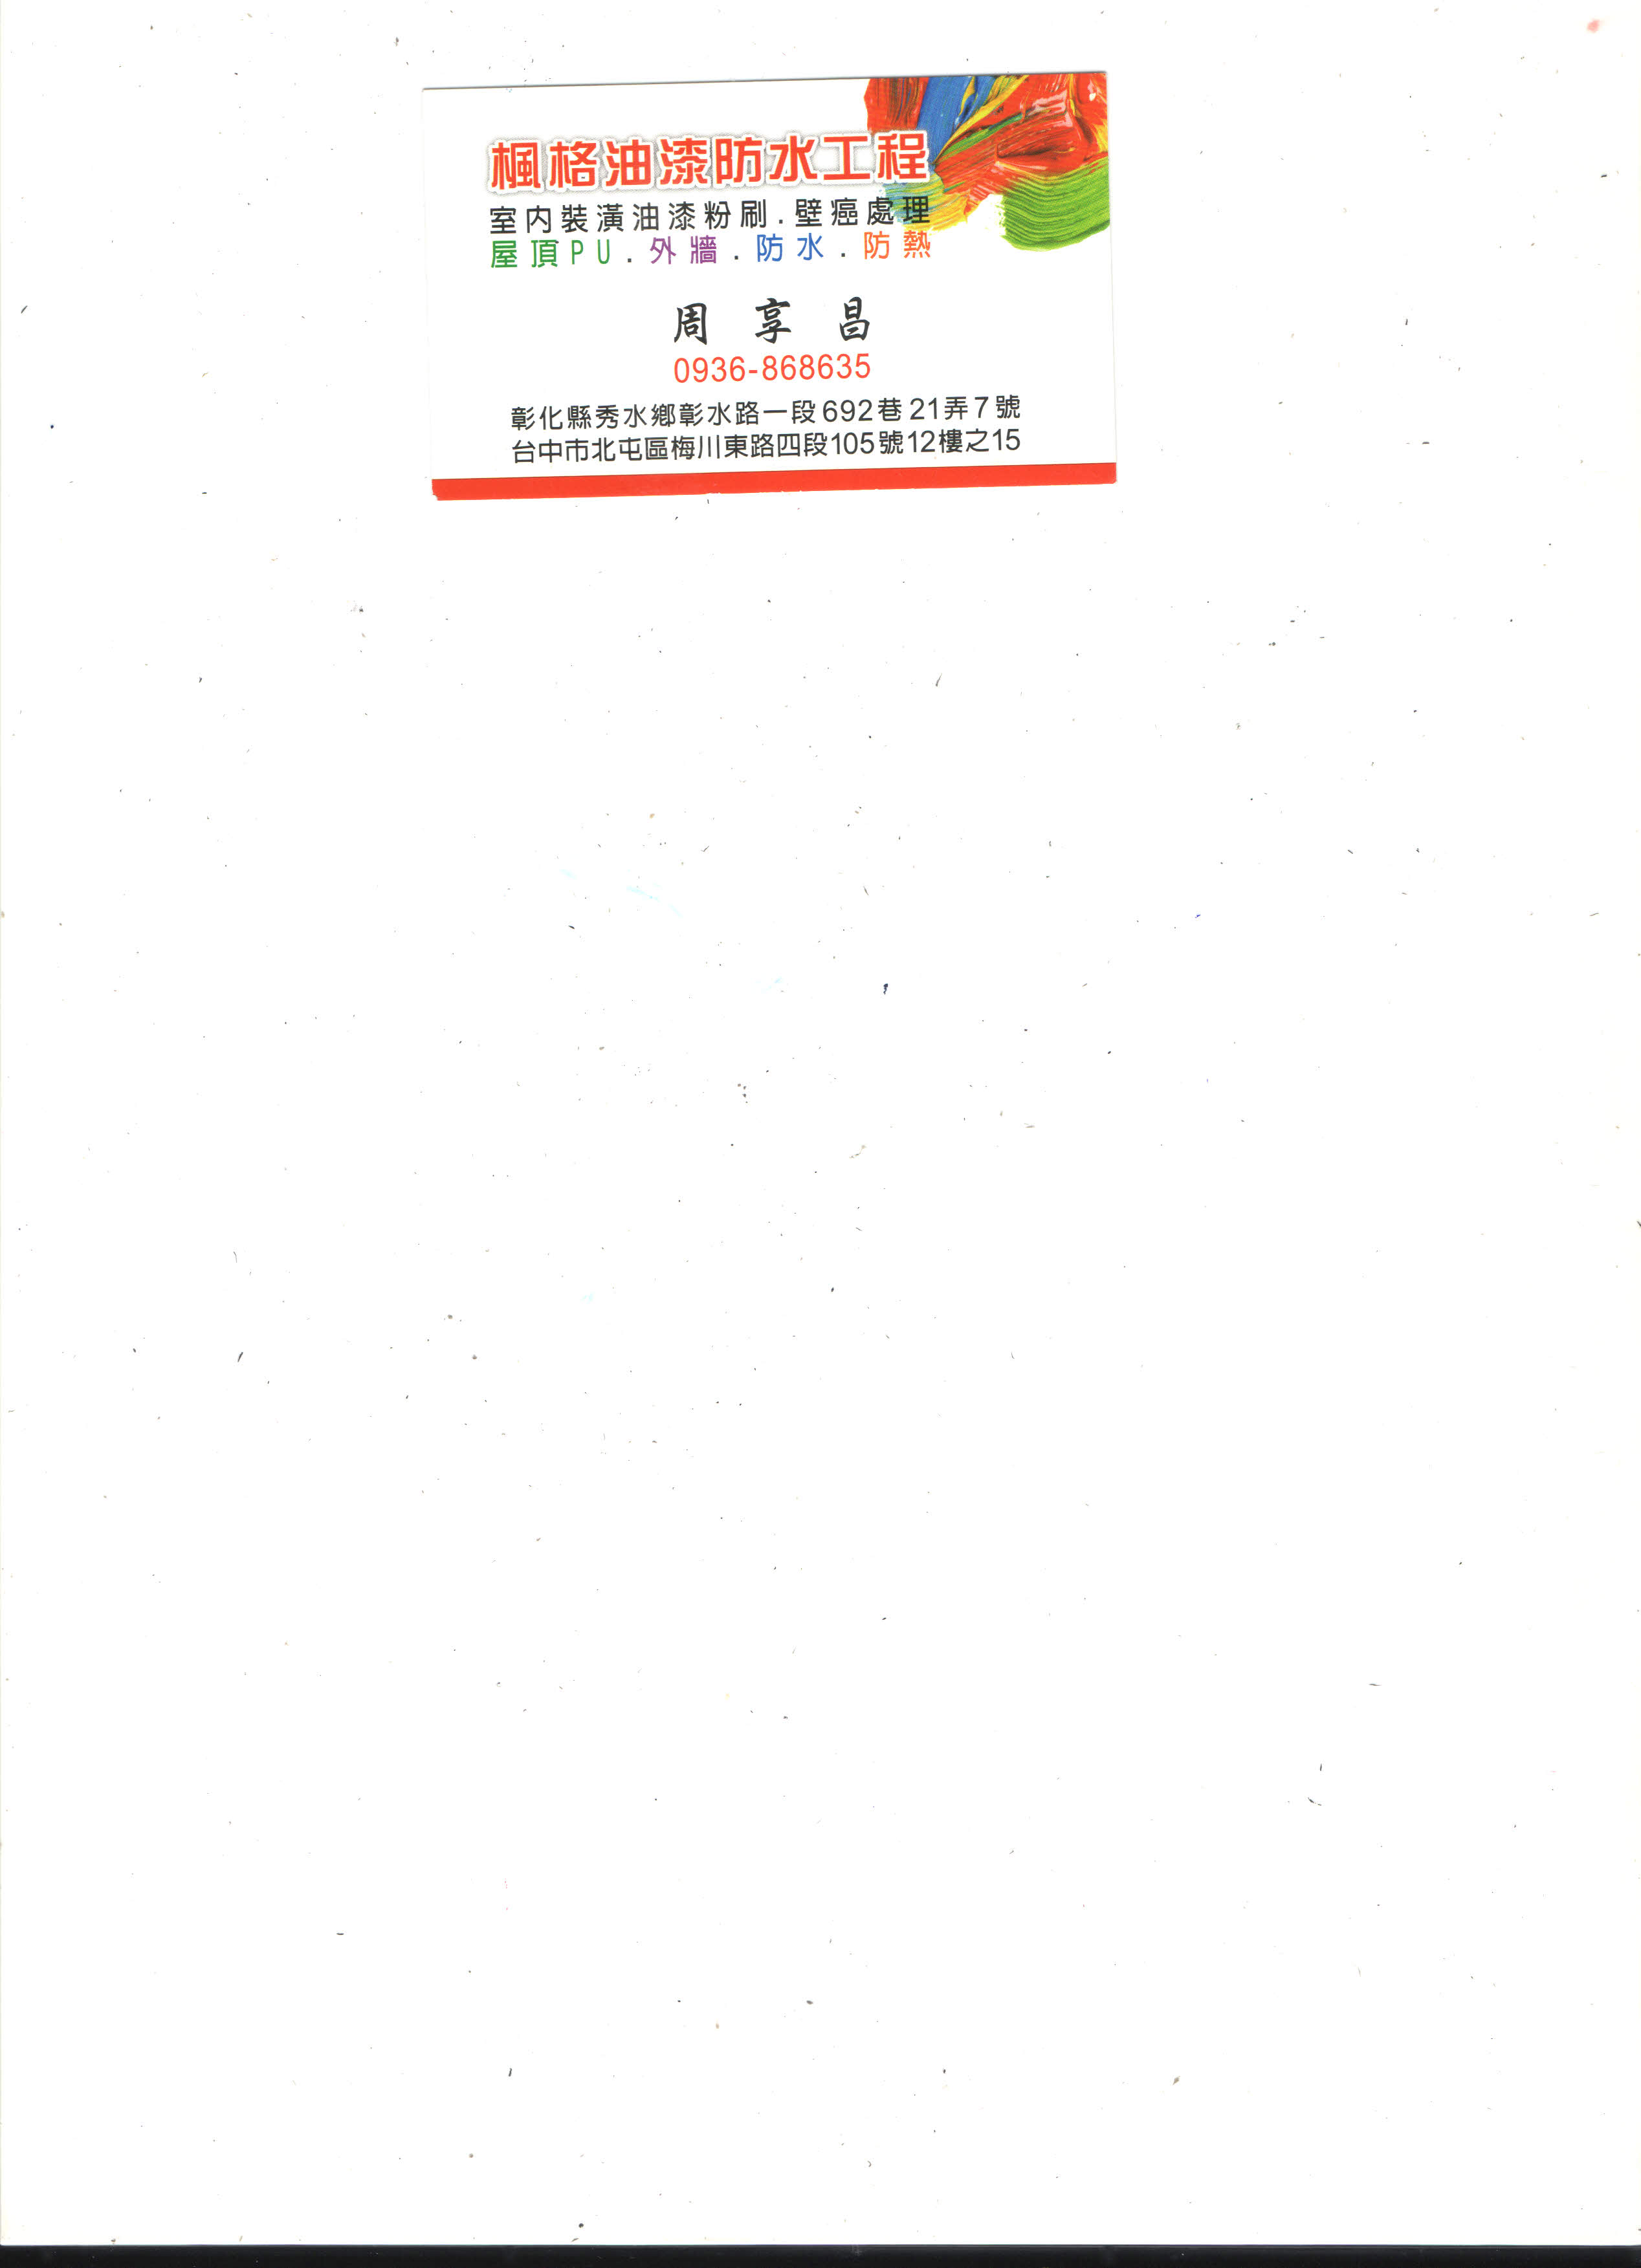 楓格油漆防水工程
室內裝潢油漆粉刷.壁癌處理
屋頂PU.外牆.防水.防熱
周享昌
0936-868635
彰化縣秀水鄉彰水路一段692巷21弄7號
台中市北屯區梅川東路四段105號12樓之15